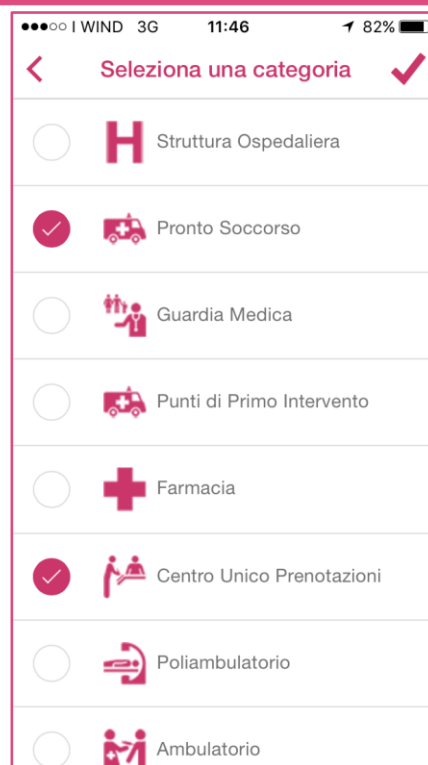 I WIND 3G 11:46 82%
Seleziona una categoria
H Struttura Ospedaliera
Pronto Soccorso
Guardia Medica
Punti di Primo Intervento
Farmacia
Centro Unico Prenotazioni
Poliambulatorio
Ambulatorio